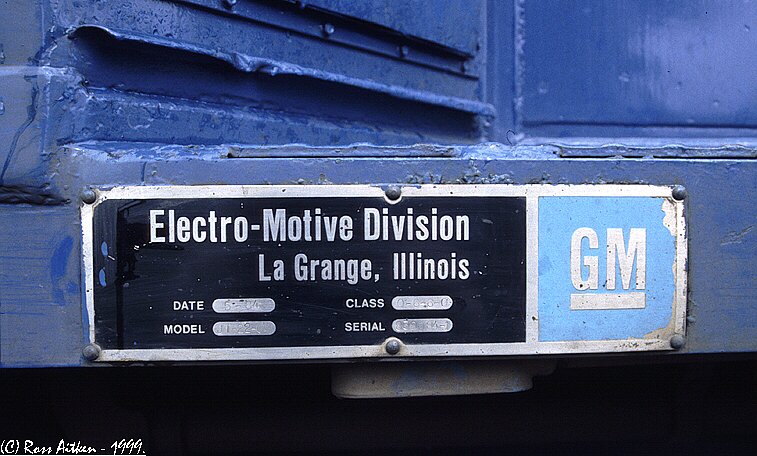 Electro-Motive Division
La Grange, Illinois
DATE
CLASS
MODEL
SERIAL
GM
(C) Ross Aitken - 1999.